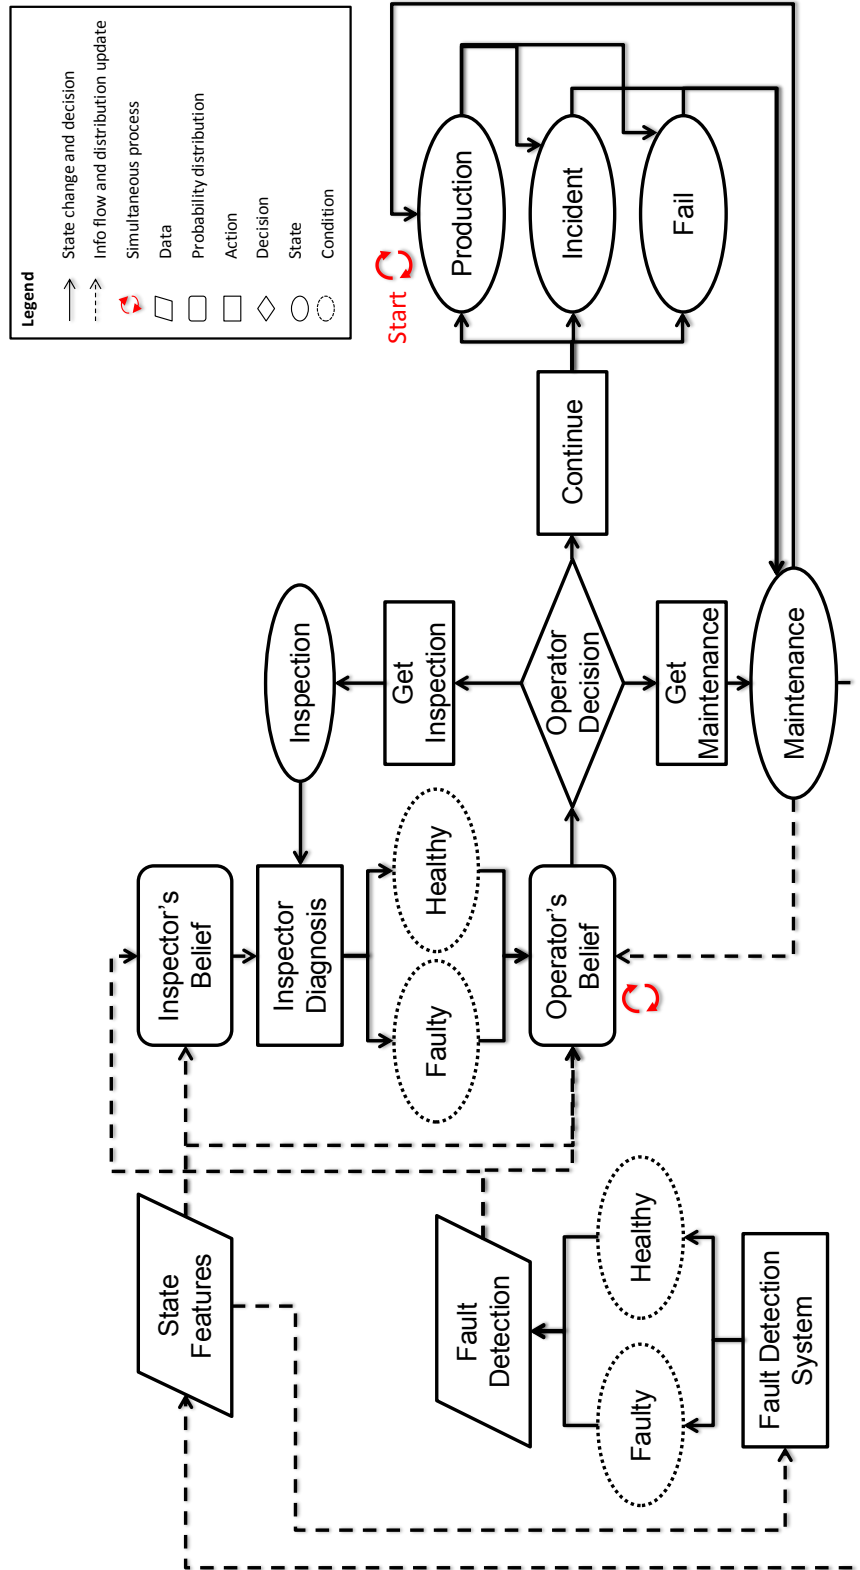 State
Features
Fault
Detection
Faulty
Healthy
Fault Detection
System
Inspector's
Belief
Inspector
Diagnosis
Faulty
Healthy
Operator's
Belief
Inspection
Get
Inspection
Operator
Decision
Get
Maintenance
Maintenance
Continue
Start
Production
Incident
Fail
Legend
State change and decision
Info flow and distribution update
Simultaneous process
Data
Probability distribution
Action
Decision
State
Condition